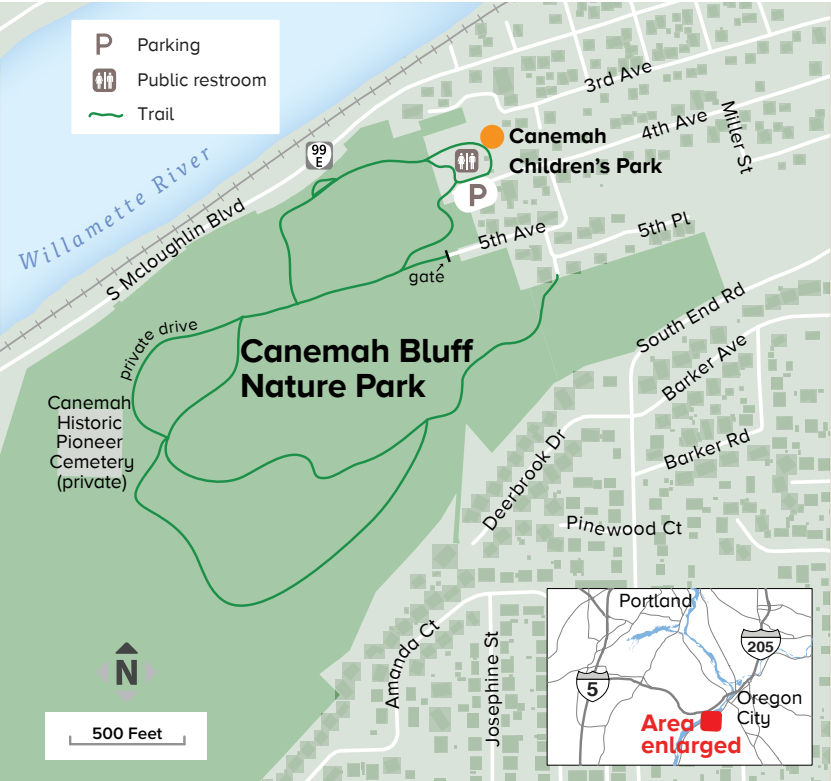 P Parking
Public restroom
Trail
Willamette River
99
E
S Mcloughlin Blvd
3rd Ave
4th Ave
Miller St
Canemah
Children's Park
P
5th Ave
5th Pl
gate
South End Rd
Barker Ave
private drive
Canemah Bluff
Nature Park
Canemah
Historic
Pioneer
Cemetery
(private)
Barker Rd
Deerbrook Dr
Pinewood Ct
Amanda Ct
Josephine St
N
500 Feet
Portland
205
5
Oregon
City
Area
enlarged